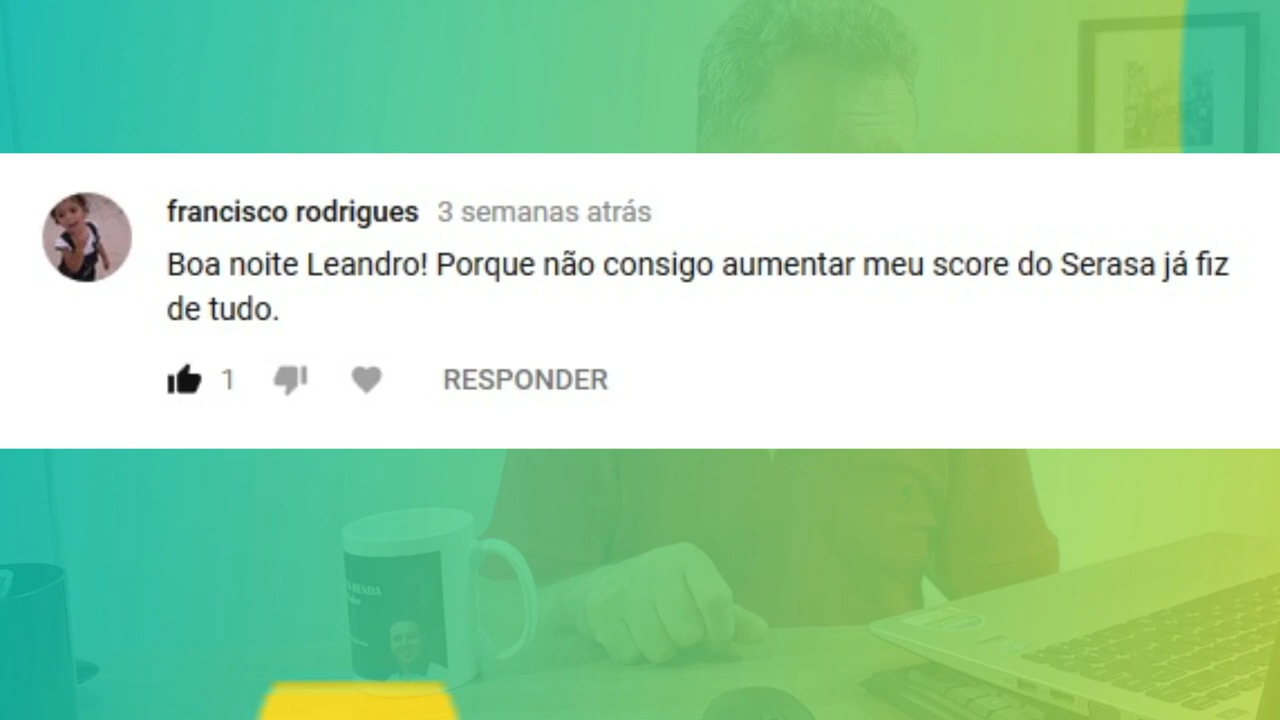 francisco rodrigues 3 semanas atrás
Boa noite Leandro! Porque não consigo aumentar meu score do Serasa já fiz
de tudo.
1 RESPONDER